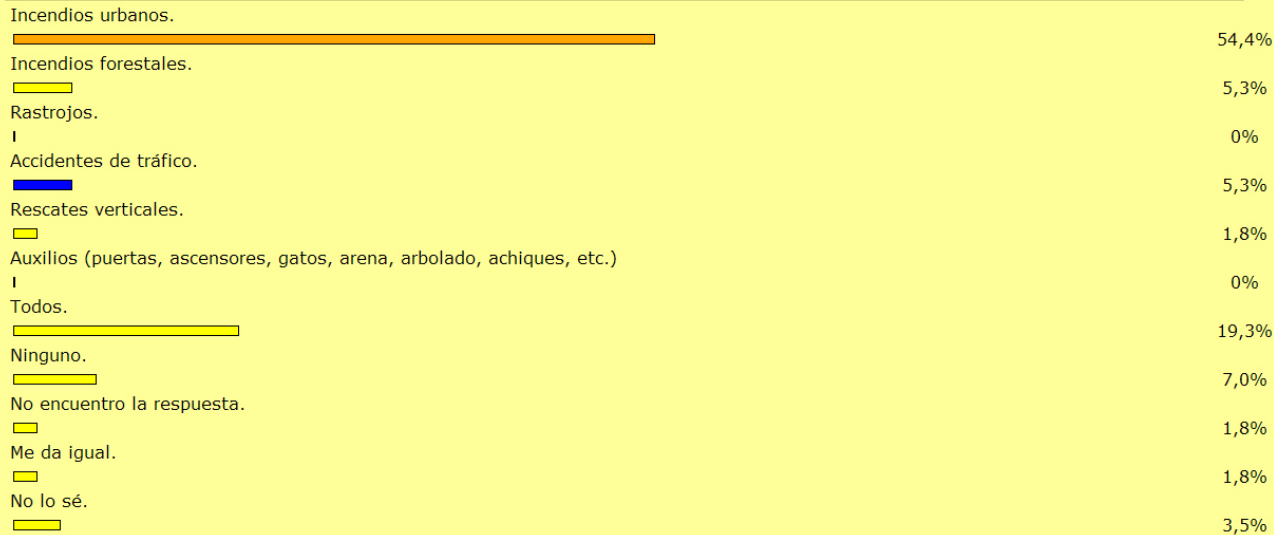 Incendios urbanos.
54,4%
Incendios forestales.
5,3%
Rastrojos.
0%
Accidentes de tráfico.
5,3%
Rescates verticales.
1,8%
Auxilios (puertas, ascensores, gatos, arena, arbolado, achiques, etc.)
0%
Todos.
19,3%
Ninguno.
7,0%
No encuentro la respuesta.
1,8%
Me da igual.
1,8%
No lo sé.
3,5%